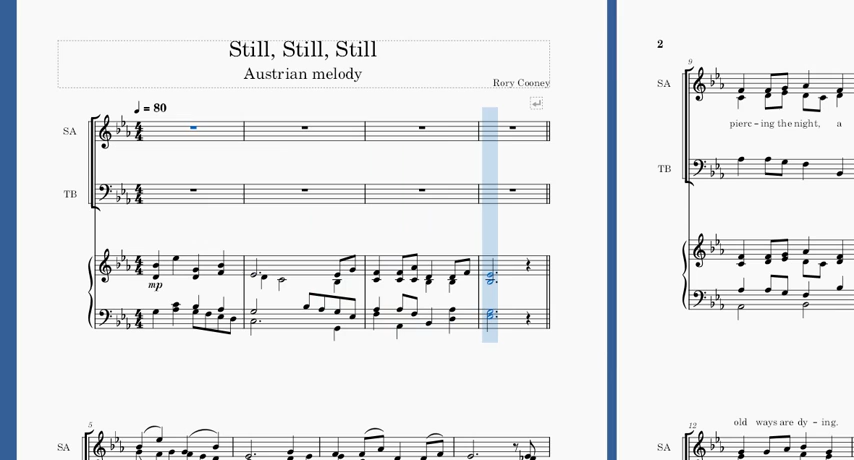 Still, Still, Still
Austrian melody
Rory Cooney
♩ = 80
SA
TB
mp
5
SA
2
9
SA
pierc - ing the night, a
TB
12
old ways are dy - ing.
SA